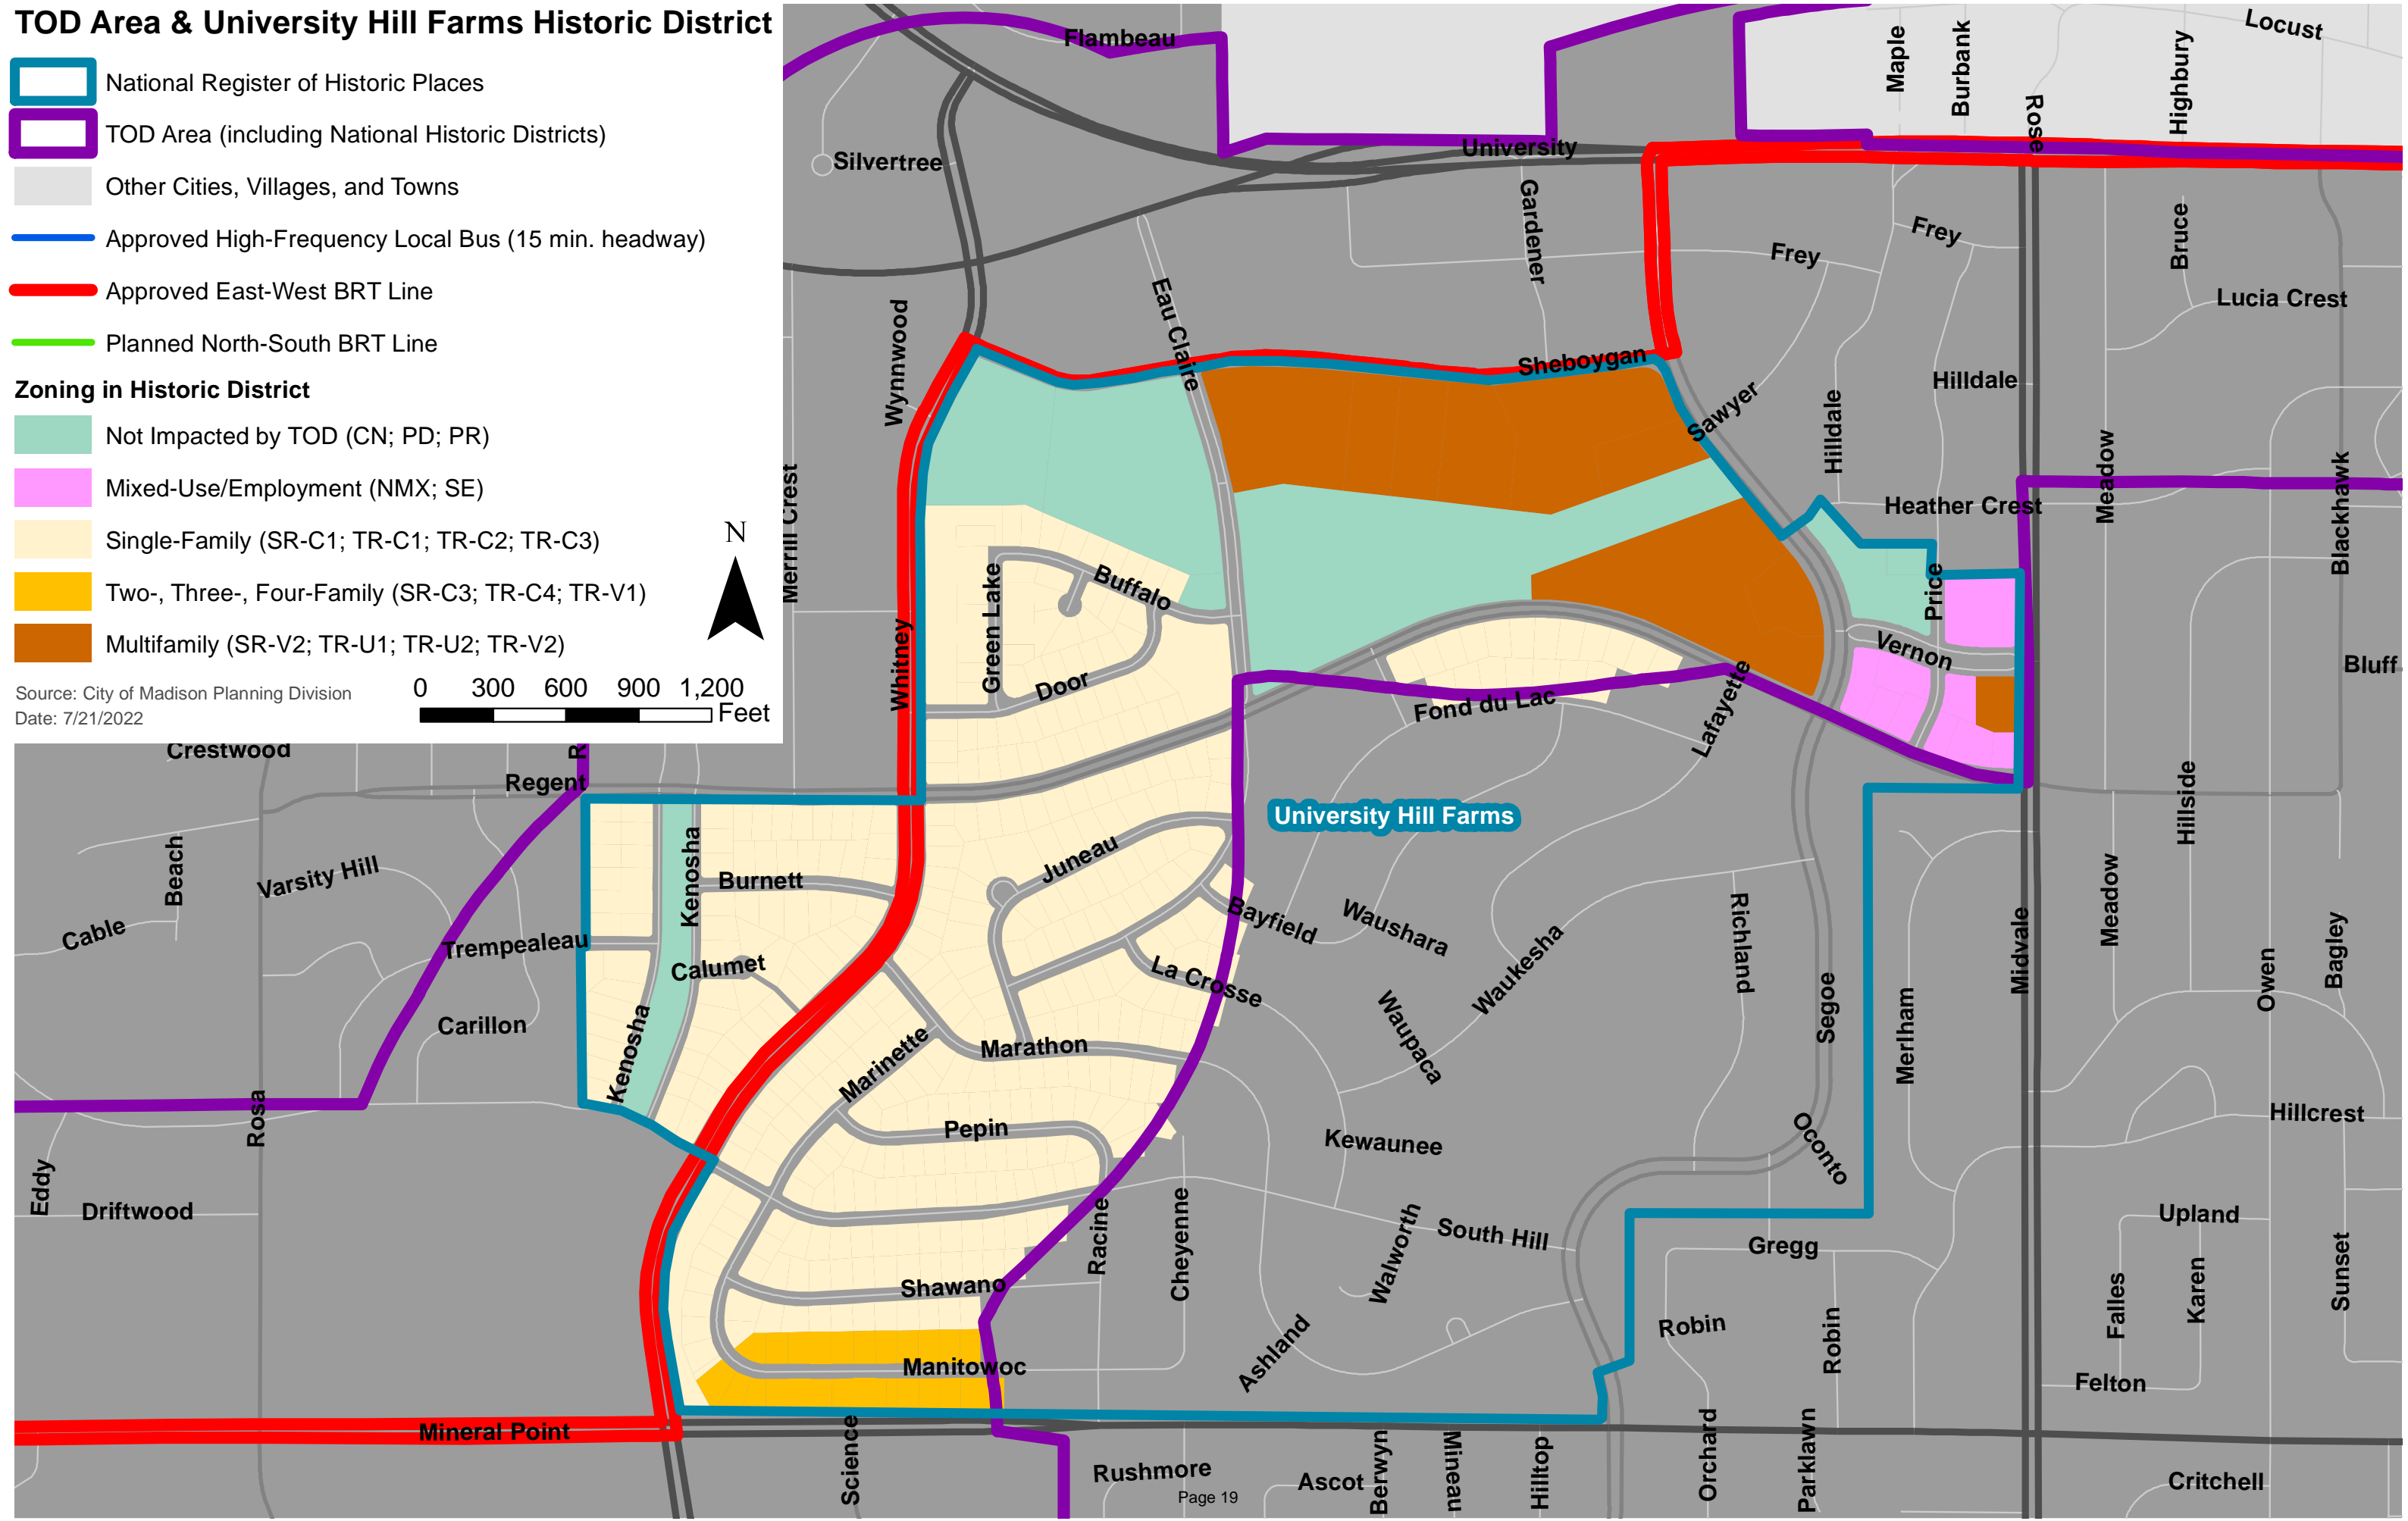 TOD Area & University Hill Farms Historic District
National Register of Historic Places
TOD Area (including National Historic Districts)
Other Cities, Villages, and Towns
Approved High-Frequency Local Bus (15 min. headway)
Approved East-West BRT Line
Planned North-South BRT Line
Zoning in Historic District
Not Impacted by TOD (CN; PD; PR)
Mixed-Use/Employment (NMX; SE)
Single-Family (SR-C1; TR-C1; TR-C2; TR-C3)
Two-, Three-, Four-Family (SR-C3; TR-C4; TR-V1)
Multifamily (SR-V2; TR-U1; TR-U2; TR-V2)
Source: City of Madison Planning Division
Date: 7/21/2022
0 300 600 900 1,200
Feet
N
Flambeau
Maple
Burbank
Rose
Highbury
Locust
Silvertree
University
Gardener
Frey
Frey
Bruce
Lucia Crest
Eau Claire
Wynnwood
Sheboygan
Sawyer
Hilldale
Hilldale
Meadow
Blackhawk
Merrill Crest
Heather Crest
Green Lake
Buffalo
Door
Whitney
Price
Vernon
Bluff
Fond du Lac
Lafayette
Crestwood
R
Regent
University Hill Farms
Hillside
Beach
Varsity Hill
Cable
Kenosha
Burnett
Juneau
Trempealeau
Calumet
Bayfield
Waushara
Waukesha
Richland
Segoe
Midvale
Meadow
Owen
Bagley
La Crosse
Carillon
Kenosha
Marinette
Marathon
Waupaca
Merlham
Rosa
Pepin
Kewaunee
Oconto
Hillcrest
Eddy
Driftwood
Racine
Cheyenne
Walworth
South Hill
Gregg
Upland
Falles
Karen
Sunset
Shawano
Ashland
Robin
Robin
Manitowoc
Felton
Mineral Point
Science
Rushmore
Ascot
Berwyn
Mineau
Hilltop
Orchard
Parklawn
Critchell
Page 19